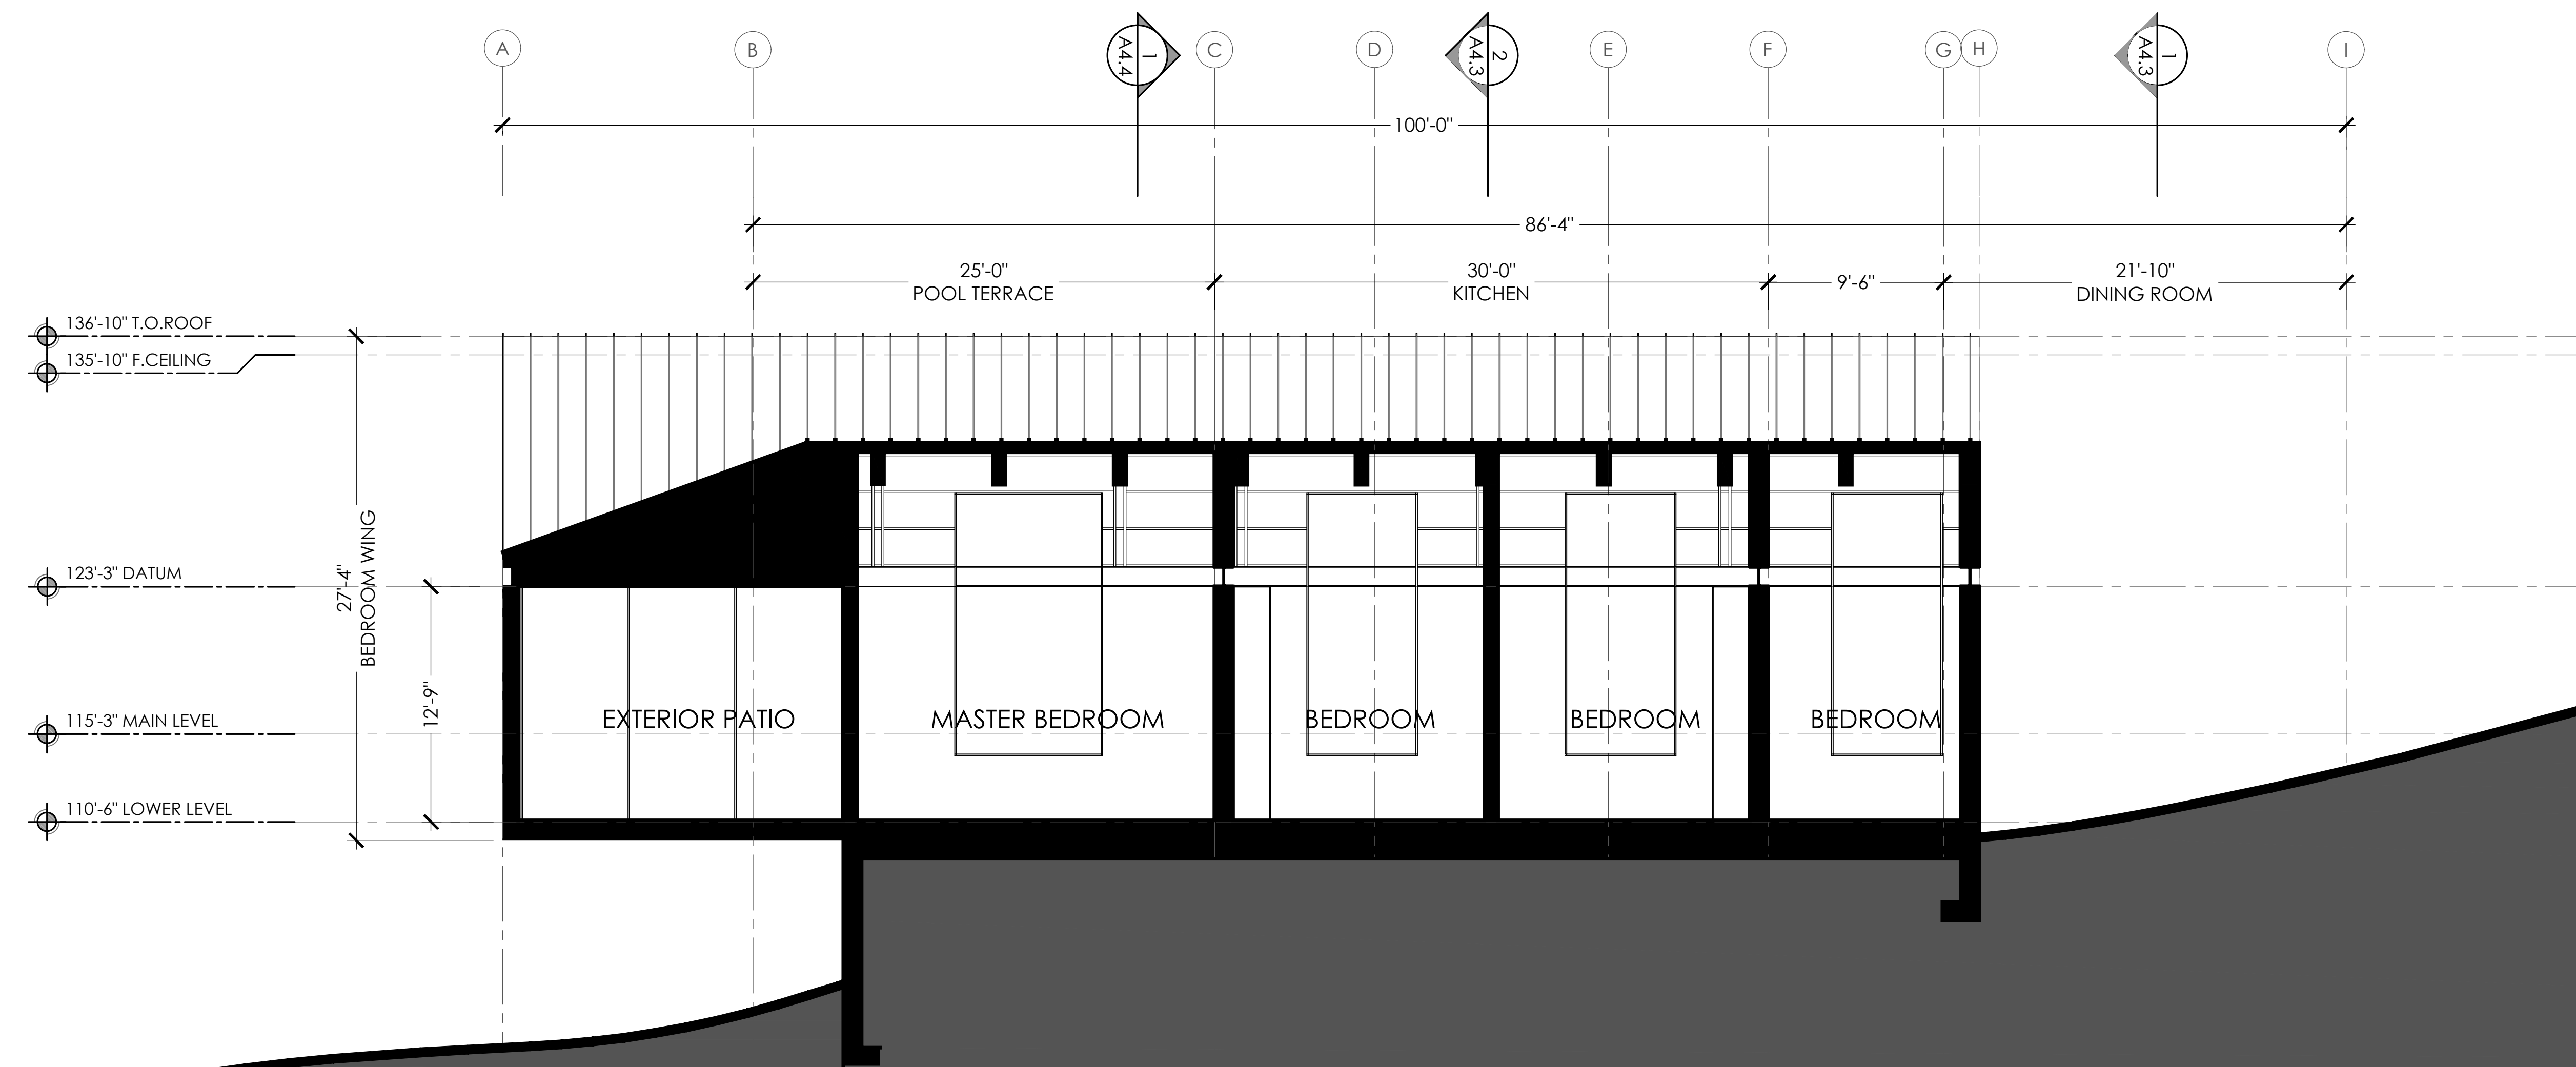 A
B
1
A4.4
C
D
2
A4.3
E
F
G
H
1
A4.3
I
100'-0"
86'-4"
25'-0"
POOL TERRACE
30'-0"
KITCHEN
9'-6"
21'-10"
DINING ROOM
136'-10" T.O.ROOF
135'-10" F.CEILING
123'-3" DATUM
115'-3" MAIN LEVEL
110'-6" LOWER LEVEL
27'-4"
BEDROOM WING
12'-9"
EXTERIOR PATIO
MASTER BEDROOM
BEDROOM
BEDROOM
BEDROOM